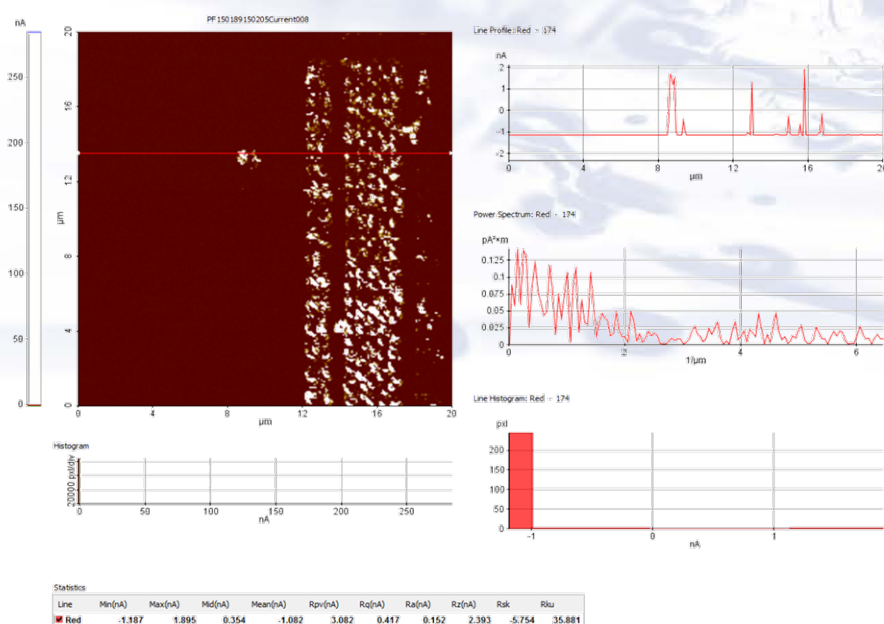 nA
PF150189150205Current008
Line Profile: Red - 174
20
16
12
8
4
0
µm
0 4 8 12 16 20
µm
250
200
150
100
50
0
nA
2
1
0
-1
-2
0 4 8 12 16 20
µm
Power Spectrum: Red - 174
pA²×m
0.125
0.1
0.075
0.05
0.025
0
0 2 4 6
1/µm
Line Histogram: Red - 174
pxl
200
150
100
50
0
-1 0 1
nA
Histogram
20000 pxl/div
0 50 100 150 200 250
nA
Statistics
Line Min(nA) Max(nA) Mid(nA) Mean(nA) Rpv(nA) Rq(nA) Ra(nA) Rz(nA) Rsk Rku
Red -1.187 1.895 0.354 -1.082 3.082 0.417 0.152 2.393 -5.754 35.881